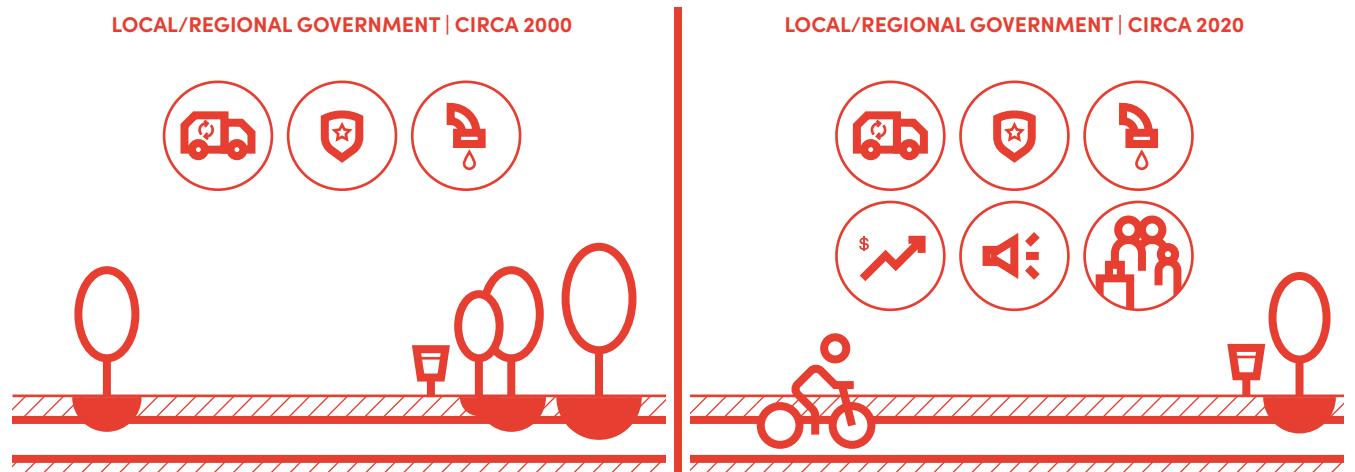 LOCAL/REGIONAL GOVERNMENT | CIRCA 2000
LOCAL/REGIONAL GOVERNMENT | CIRCA 2020
$